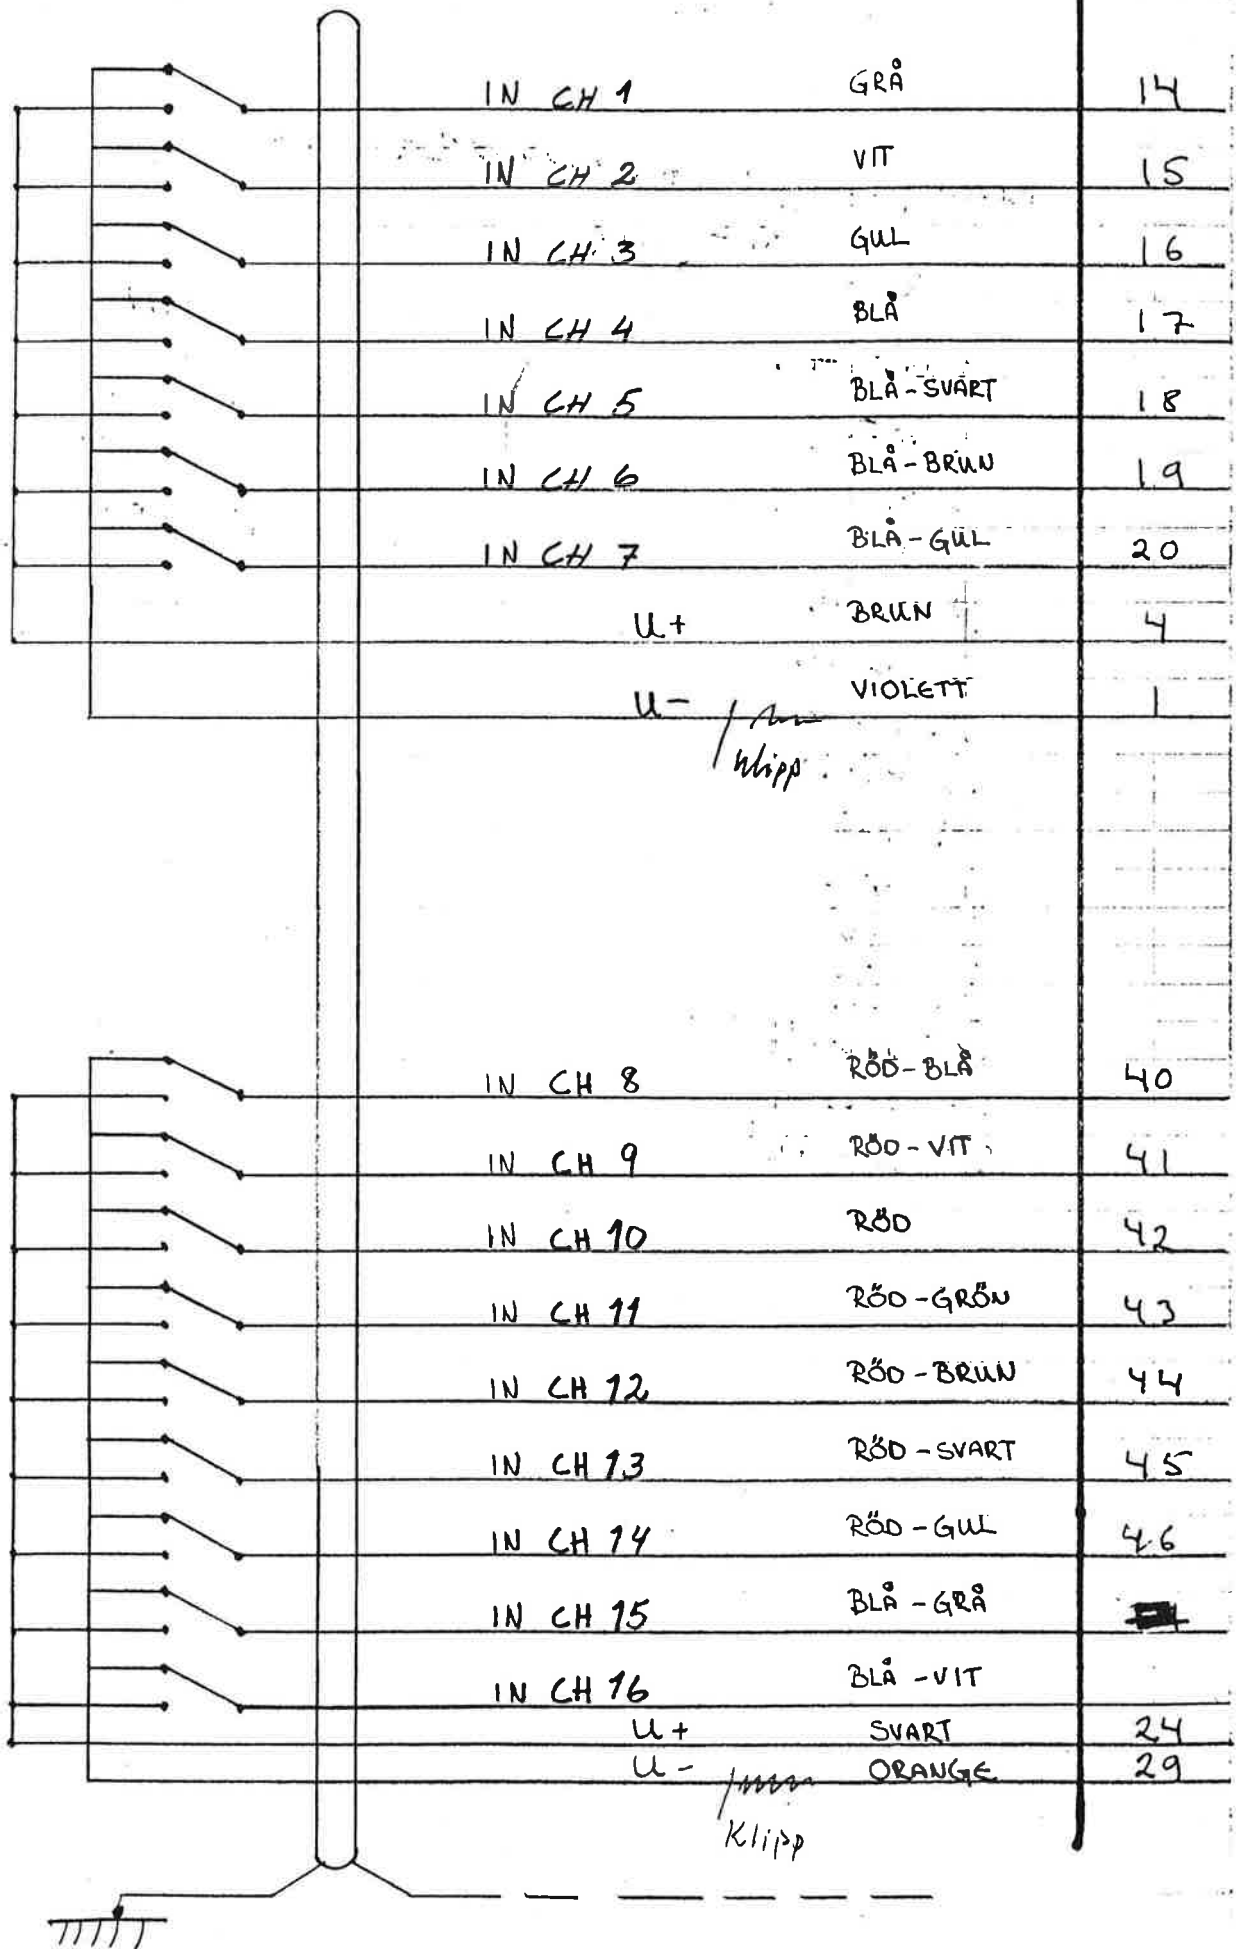 IN CH 1 GRÅ 14
IN CH 2 VIT 15
IN CH 3 GUL 16
IN CH 4 BLÅ 17
IN CH 5 BLÅ-SVART 18
IN CH 6 BLÅ-BRUN 19
IN CH 7 BLÅ-GUL 20
U+ BRUN 4
U- VIOLETT 1
Klipp
IN CH 8 RÖD-BLÅ 40
IN CH 9 RÖD-VIT 41
IN CH 10 RÖD 42
IN CH 11 RÖD-GRÖN 43
IN CH 12 RÖD-BRUN 44
IN CH 13 RÖD-SVART 45
IN CH 14 RÖD-GUL 46
IN CH 15 BLÅ-GRÅ
IN CH 16 BLÅ-VIT
U+ SVART 24
U- ORANGE 29
Klipp